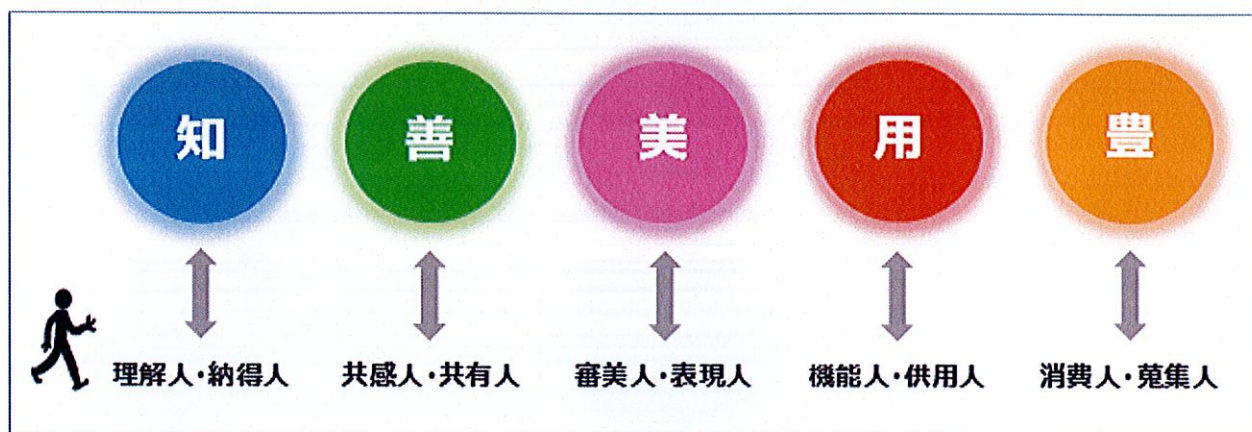 知 善 美 用 豊
理解人・納得人 共感人・共有人 審美人・表現人 機能人・供用人 消費人・蒐集人